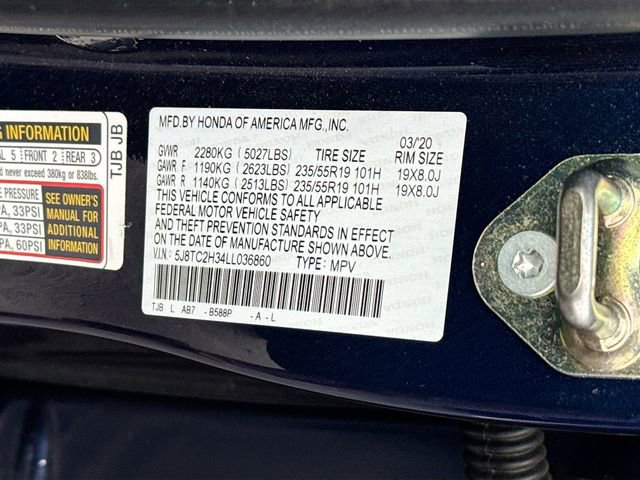 G INFORMATION
AL 5 FRONT 2 REAR 3
never exceed 380kg or 838lbs.
PRESSURE
PA, 33PSI
PA, 33PSI
PA, 60PSI
SEE OWNER'S
MANUAL FOR
ADDITIONAL
INFORMATION
TJB JB
MFD.BY HONDA OF AMERICA MFG.,INC.
03/'20
GVWR 2280KG ( 5027LBS) TIRE SIZE RIM SIZE
GAWR F 1190KG ( 2623LBS) 235/55R19 101H 19X8.0J
GAWR R 1140KG ( 2513LBS) 235/55R19 101H 19X8.0J
THIS VEHICLE CONFORMS TO ALL APPLICABLE
FEDERAL MOTOR VEHICLE SAFETY
AND THEFT PREVENTION STANDARDS IN EFFECT
ON THE DATE OF MANUFACTURE SHOWN ABOVE.
V.I.N.: 5J8TC2H34LL036860 TYPE: MPV
TJB L AB7 - B588P - A - L